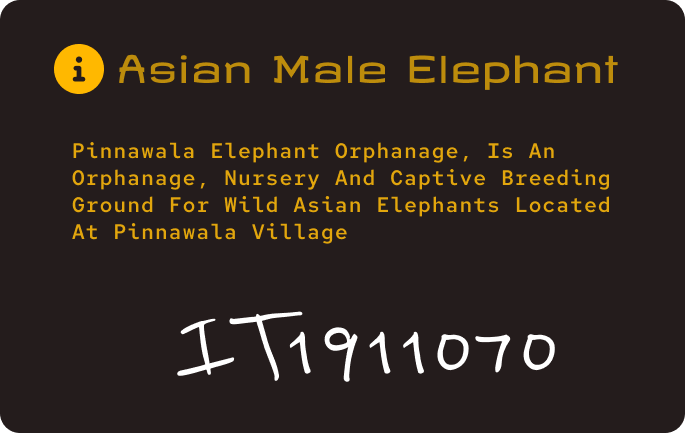 Asian Male Elephant
Pinnawala Elephant Orphanage, Is An
Orphanage, Nursery And Captive Breeding
Ground For Wild Asian Elephants Located
At Pinnawala Village
IT1911070